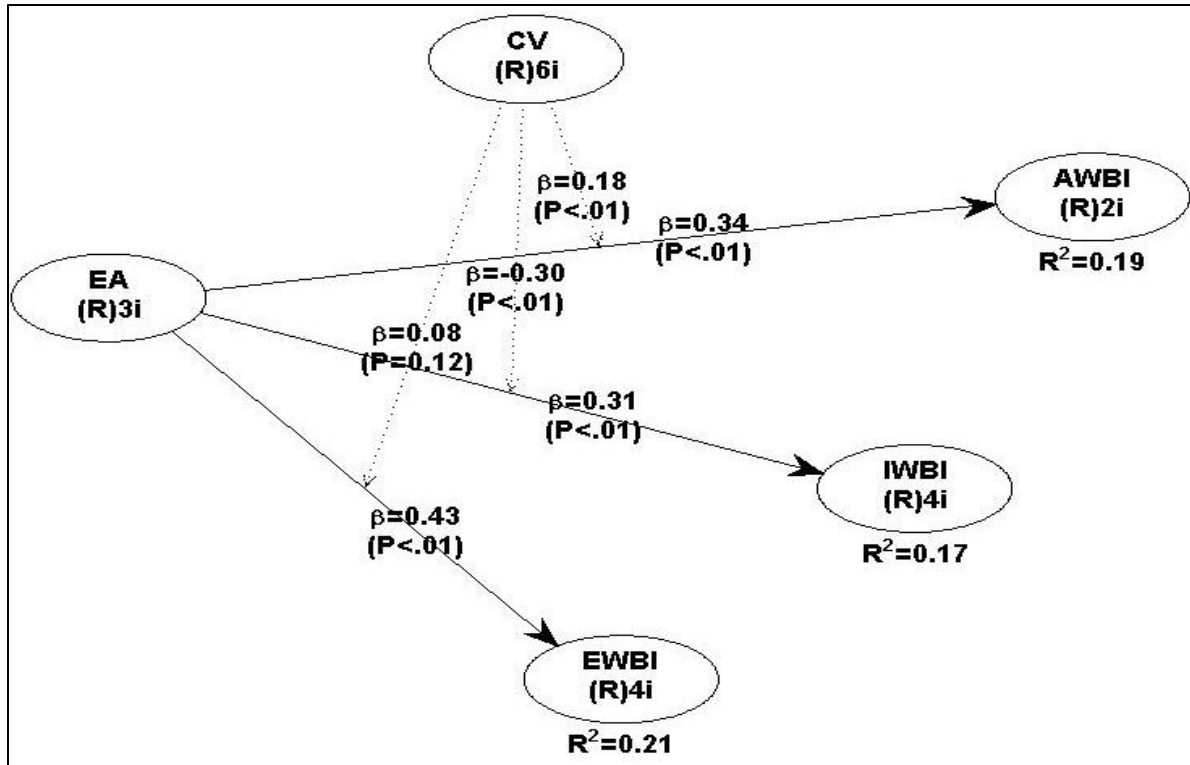 CV
(R)6i
β=0.18
(P<.01)
AWBI
(R)2i
R²=0.19
β=0.34
(P<.01)
EA
(R)3i
β=-0.30
(P<.01)
β=0.08
(P=0.12)
β=0.31
(P<.01)
IWBI
(R)4i
R²=0.17
β=0.43
(P<.01)
EWBI
(R)4i
R²=0.21